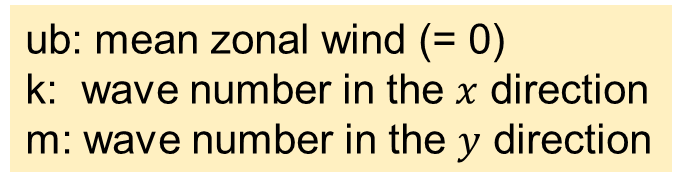 ub: mean zonal wind (= 0)
k: wave number in the x direction
m: wave number in the y direction